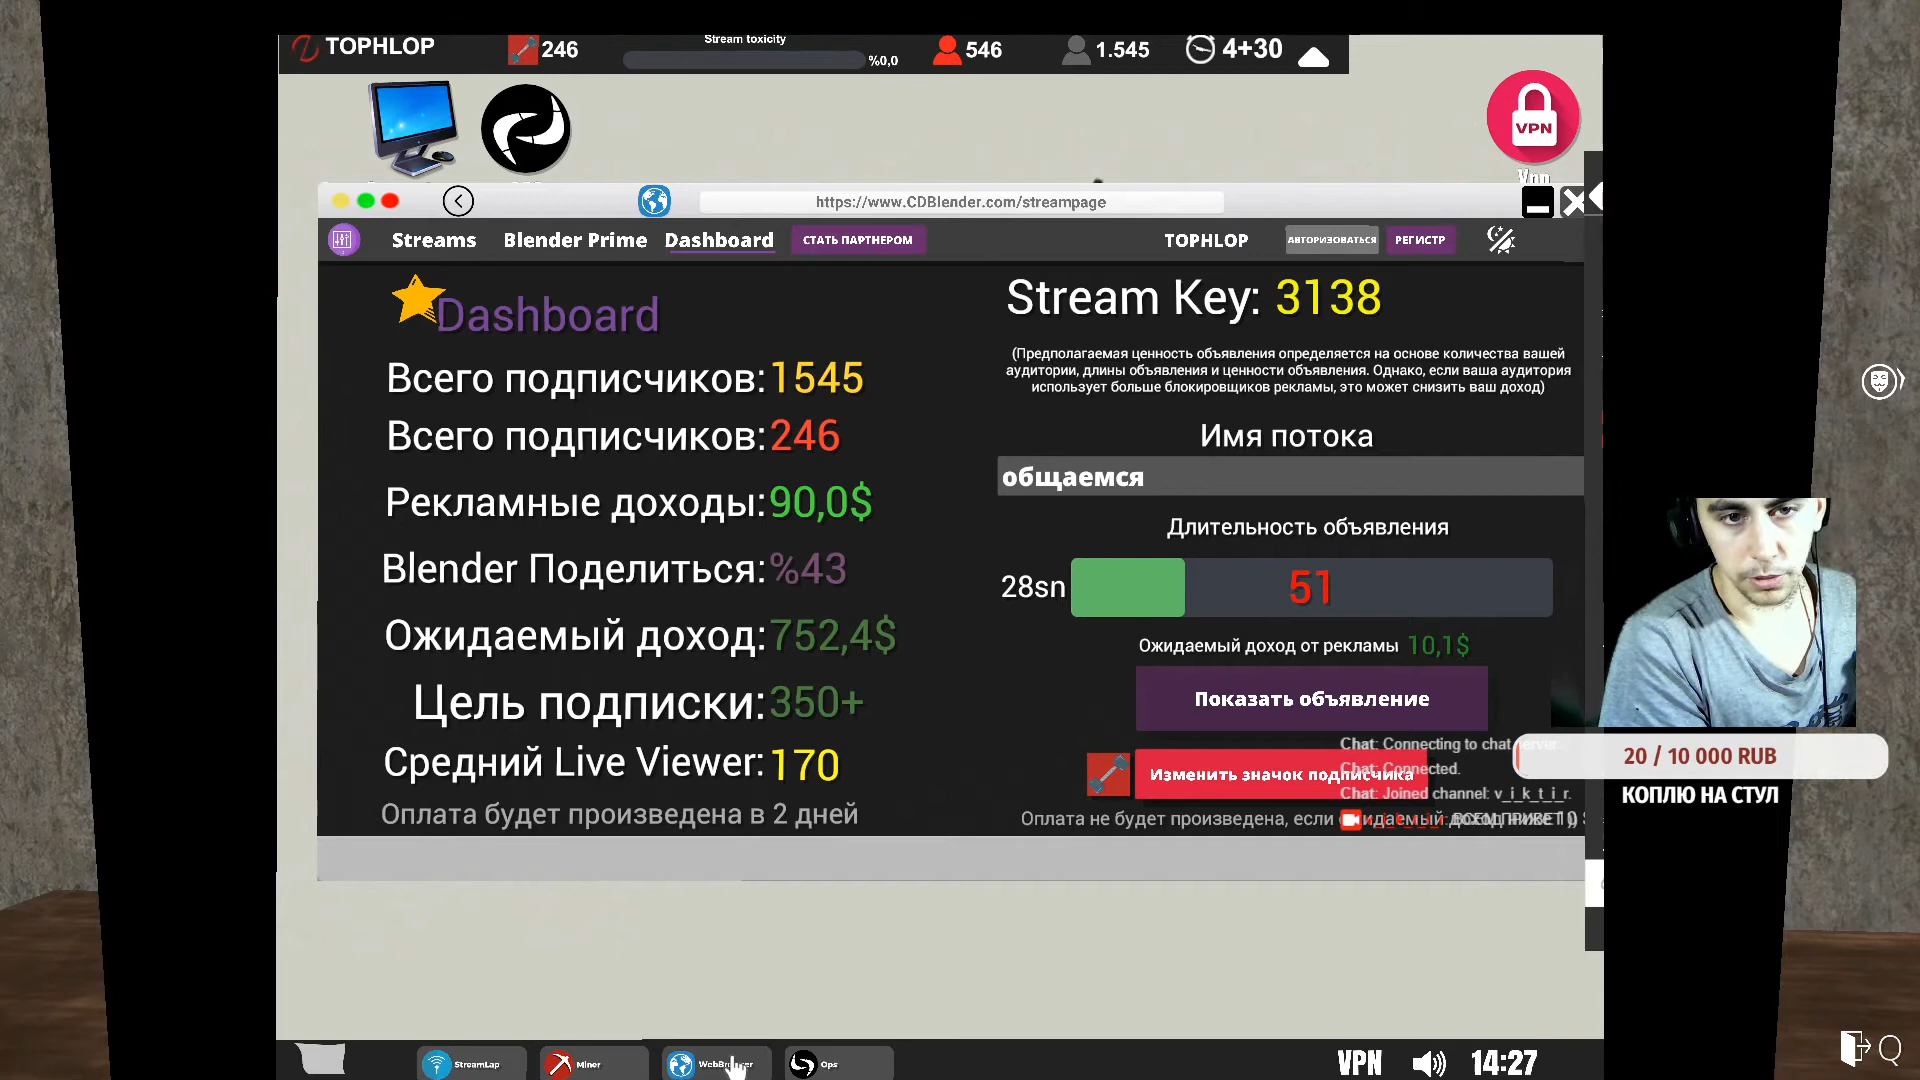 TOPHLOP
246
Stream toxicity
%0,0
546
1.545
4+30
VPN
Vpn
https://www.CDBlender.com/streampage
Streams
Blender Prime
Dashboard
СТАТЬ ПАРТНЕРОМ
TOPHLOP
АВТОРИЗОВАТЬСЯ
РЕГИСТР
Dashboard
Всего подписчиков:1545
Всего подписчиков:246
Рекламные доходы:90,0$
Blender Поделиться:%43
Ожидаемый доход:752,4$
Цель подписки:350+
Средний Live Viewer:170
Оплата будет произведена в 2 дней
Stream Key: 3138
(Предполагаемая ценность объявления определяется на основе количества вашей
аудитории, длины объявления и ценности объявления. Однако, если ваша аудитория
использует больше блокировщиков рекламы, это может снизить ваш доход)
Имя потока
общаемся
Длительность объявления
28sn
51
Ожидаемый доход от рекламы 10,1$
Показать объявление
Изменить значок подписчика
Оплата не будет произведена, если
Chat: Connecting to chat server.
Chat: Connected.
Chat: Joined channel: v_i_k_t_i_r.
20 / 10 000 RUB
КОПЛЮ НА СТУЛ
StreamLap
Miner
Ops
VPN
14:27
Q